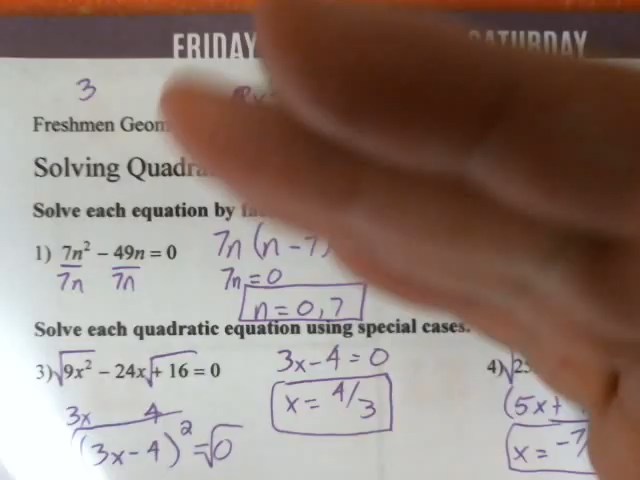 FRIDAY SATURDAY
3
Freshmen
Solving
Solve each equation by
1) 7n² − 49n = 0 7n (n − 7)
7n 7n 7n = 0
n = 0, 7
Solve each quadratic equation using special cases.
3) √9x² − 24x √+ 16 = 0 3x − 4 = 0 4)
x = 4/3
3x 4 (5x +
(3x − 4)² = √0 x = −7/